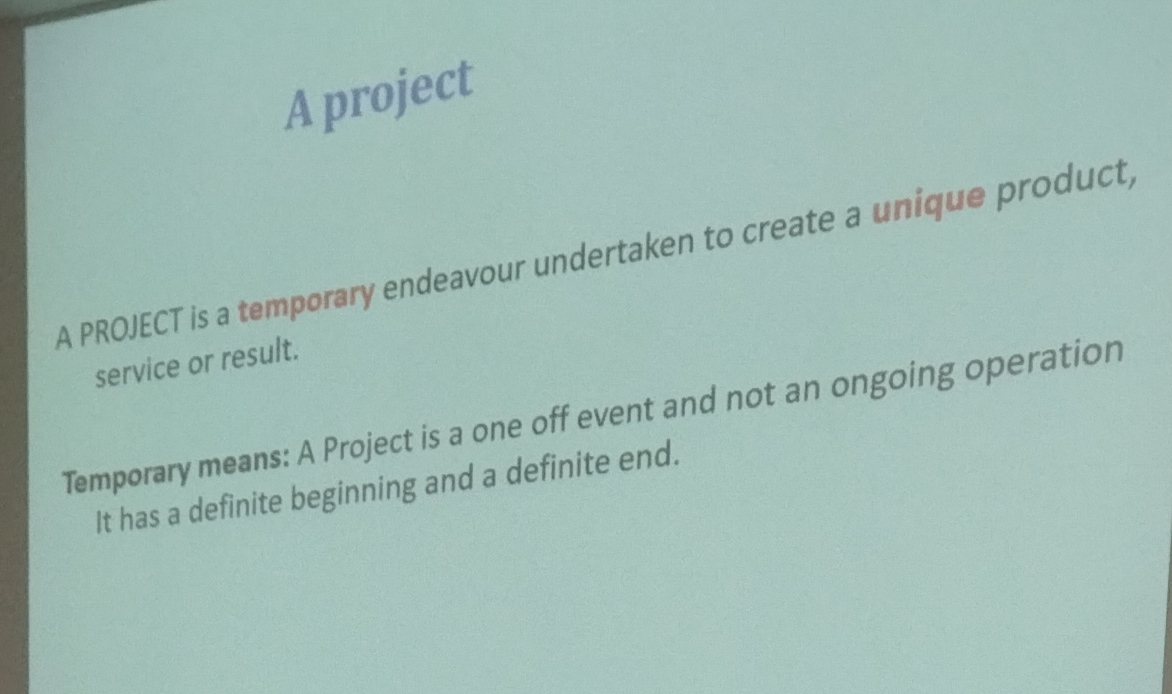 A project
A PROJECT is a temporary endeavour undertaken to create a unique product,
service or result.
Temporary means: A Project is a one off event and not an ongoing operation
It has a definite beginning and a definite end.